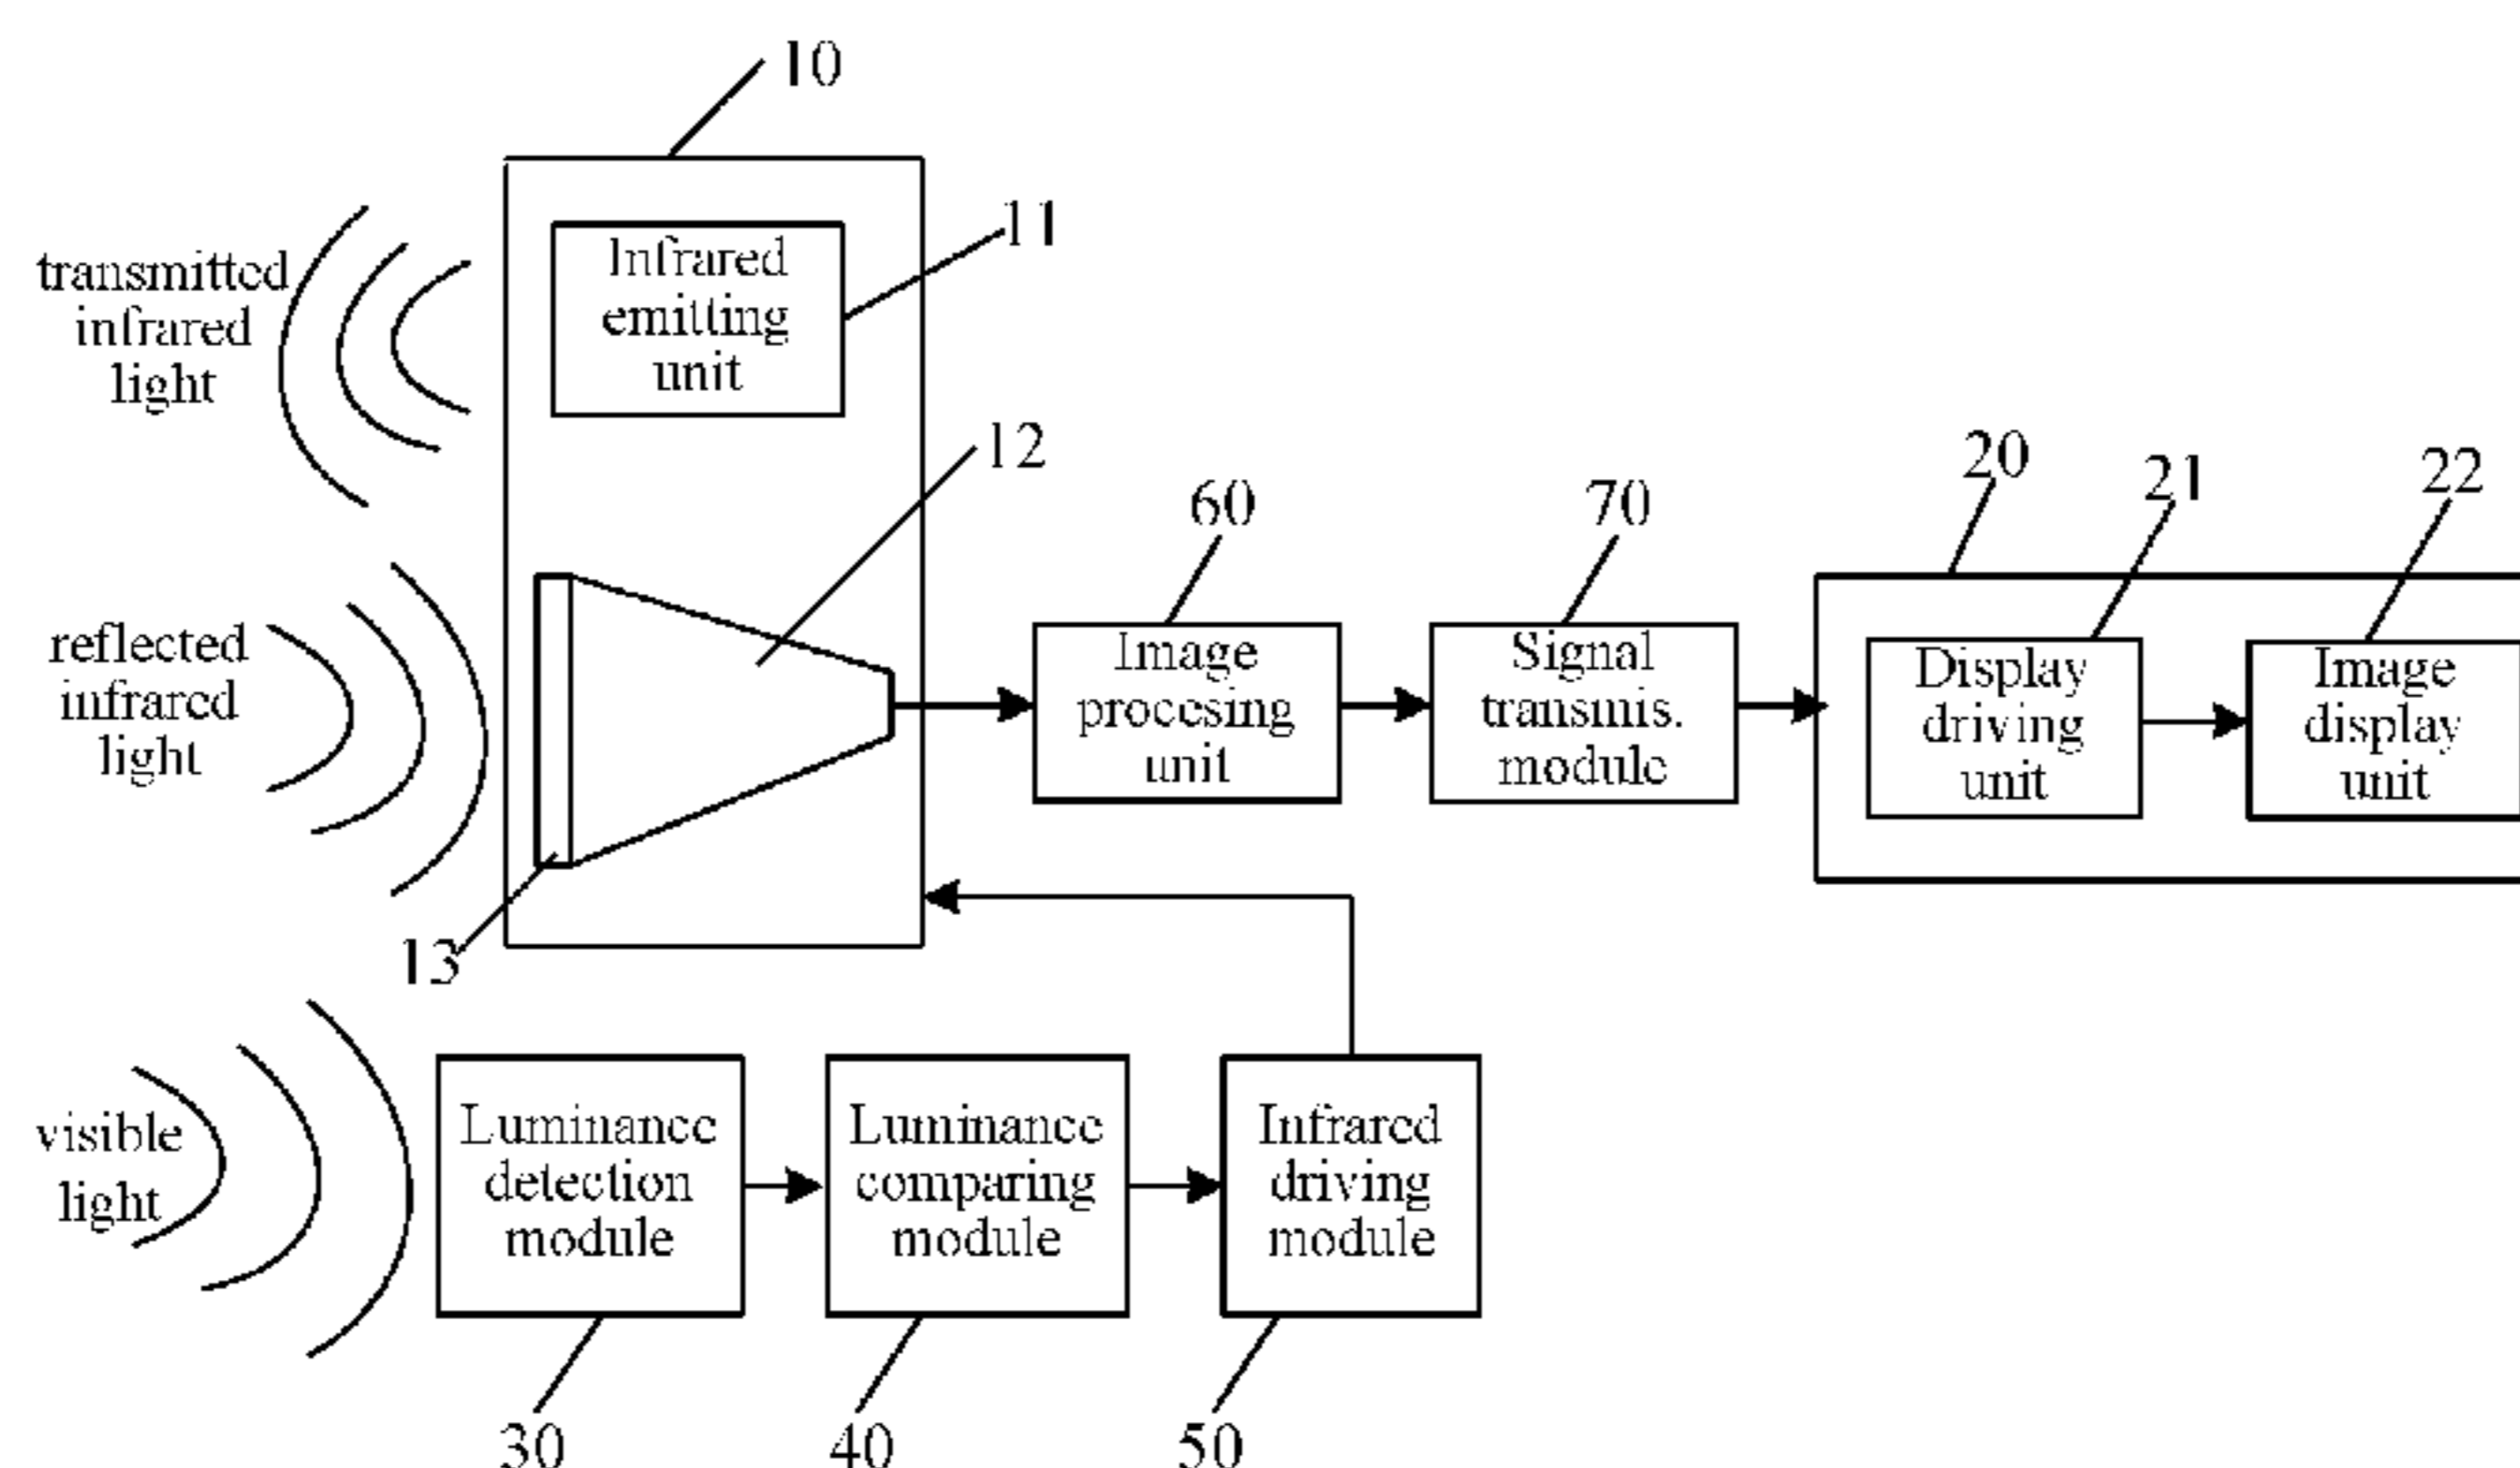 10
11
Infrared
emitting
unit
transmitted
infrared
light
12
60
70
20
21
22
reflected
infrared
light
Image
procesing
unit
Signal
transmis.
module
Display
driving
unit
Image
display
unit
13
visible
light
Luminance
detection
module
Luminance
comparing
module
Infrared
driving
module
30
40
50